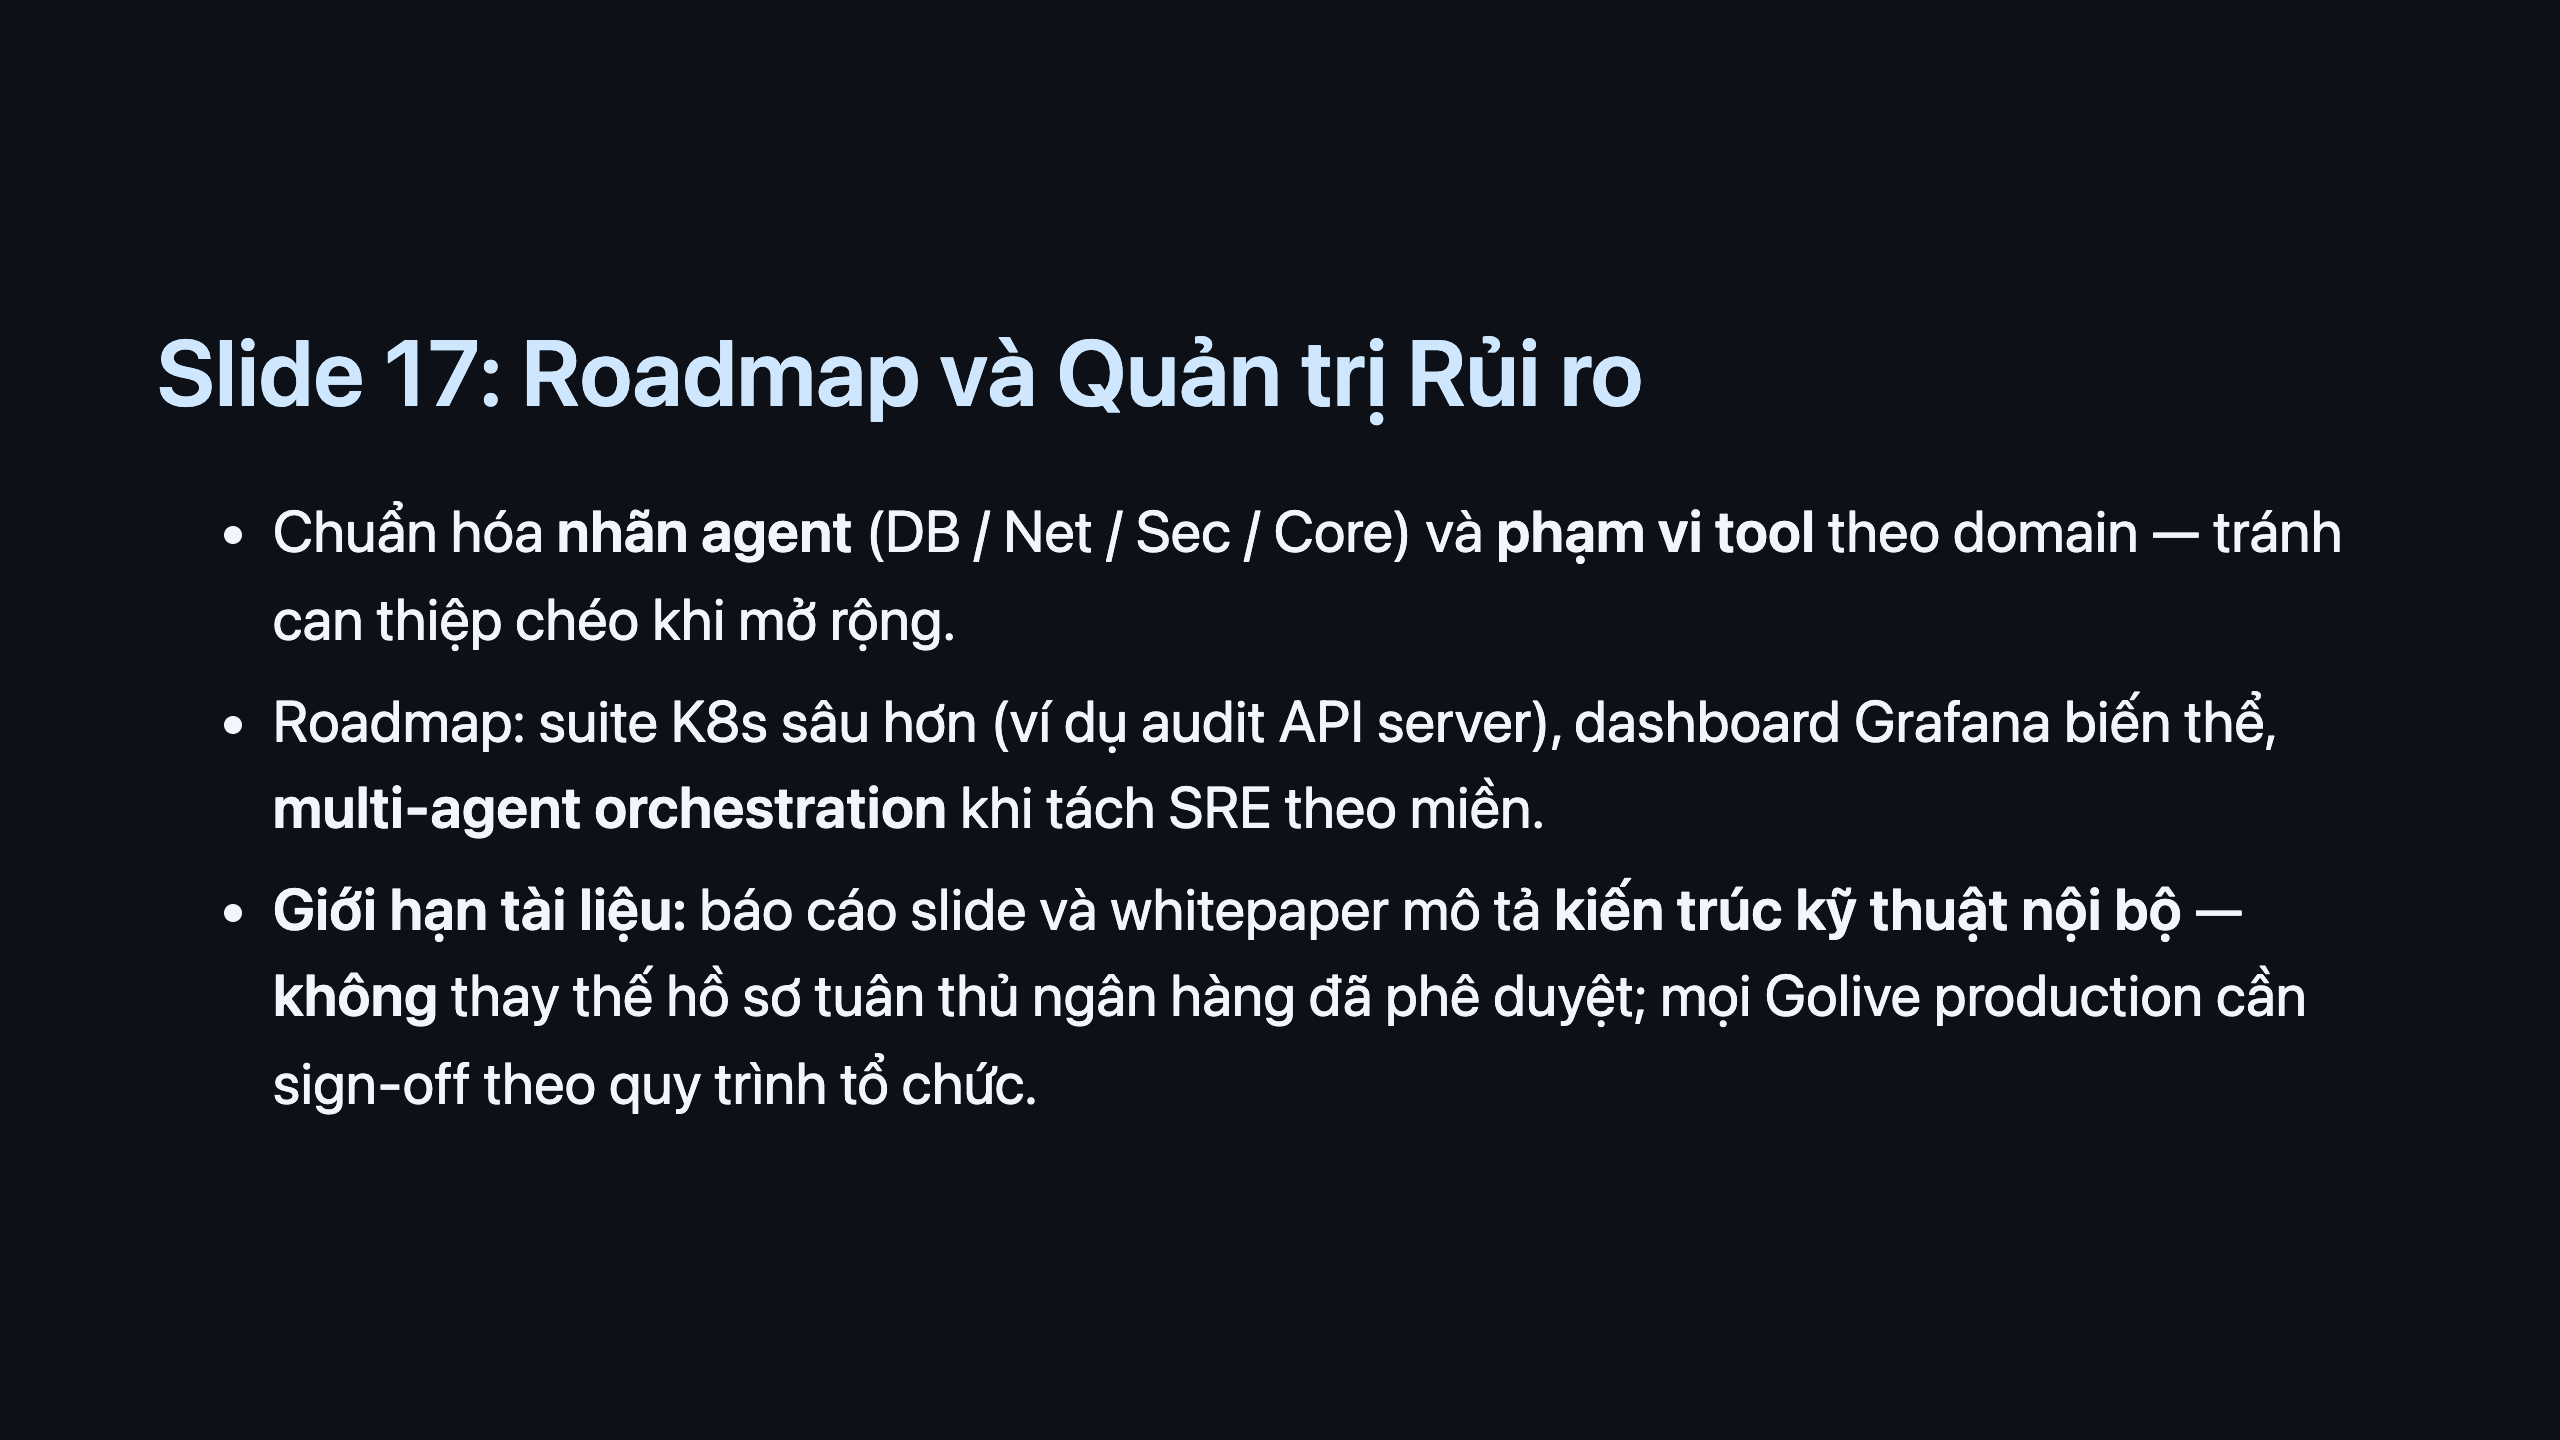 Slide 17: Roadmap và Quản trị Rủi ro
• Chuẩn hóa nhãn agent (DB / Net / Sec / Core) và phạm vi tool theo domain — tránh
can thiệp chéo khi mở rộng.
• Roadmap: suite K8s sâu hơn (ví dụ audit API server), dashboard Grafana biến thể,
multi-agent orchestration khi tách SRE theo miền.
• Giới hạn tài liệu: báo cáo slide và whitepaper mô tả kiến trúc kỹ thuật nội bộ —
không thay thế hồ sơ tuân thủ ngân hàng đã phê duyệt; mọi Golive production cần
sign-off theo quy trình tổ chức.